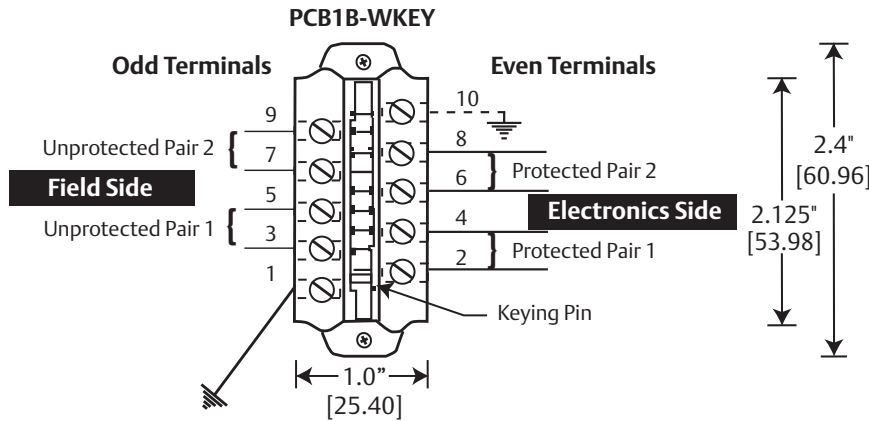 PCB1B-WKEY
Odd Terminals
Even Terminals
9
10
Unprotected Pair 2
7
8
Protected Pair 2
6
Field Side
5
Electronics Side
Unprotected Pair 1
3
4
Protected Pair 1
2
1
Keying Pin
2.4"
[60.96]
2.125"
[53.98]
1.0”
[25.40]